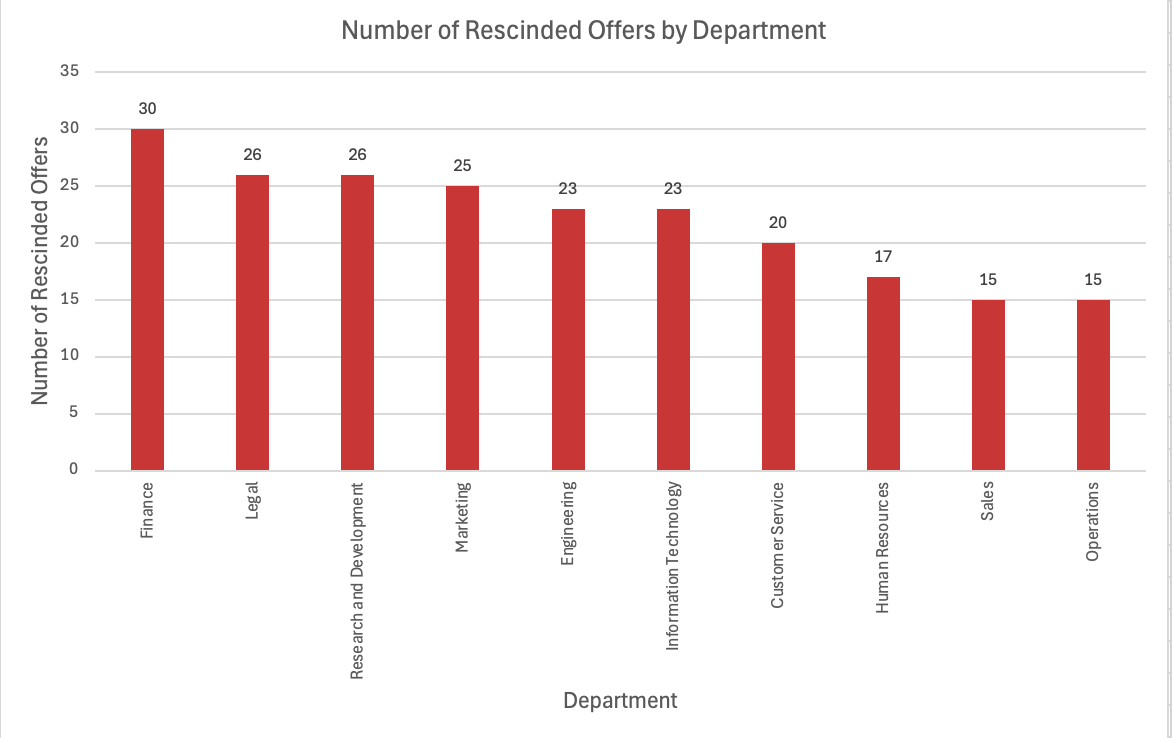 Number of Rescinded Offers by Department
Number of Rescinded Offers
35
30
25
20
15
10
5
0
30
26
26
25
23
23
20
17
15
15
Finance
Legal
Research and Development
Marketing
Engineering
Information Technology
Customer Service
Human Resources
Sales
Operations
Department